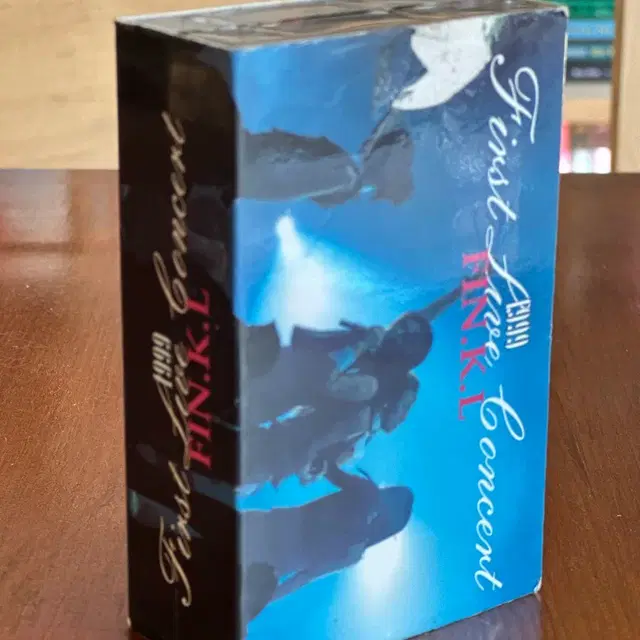 1999
First Live Concert
FIN.K.L
1999
First Live Concert
FIN.K.L